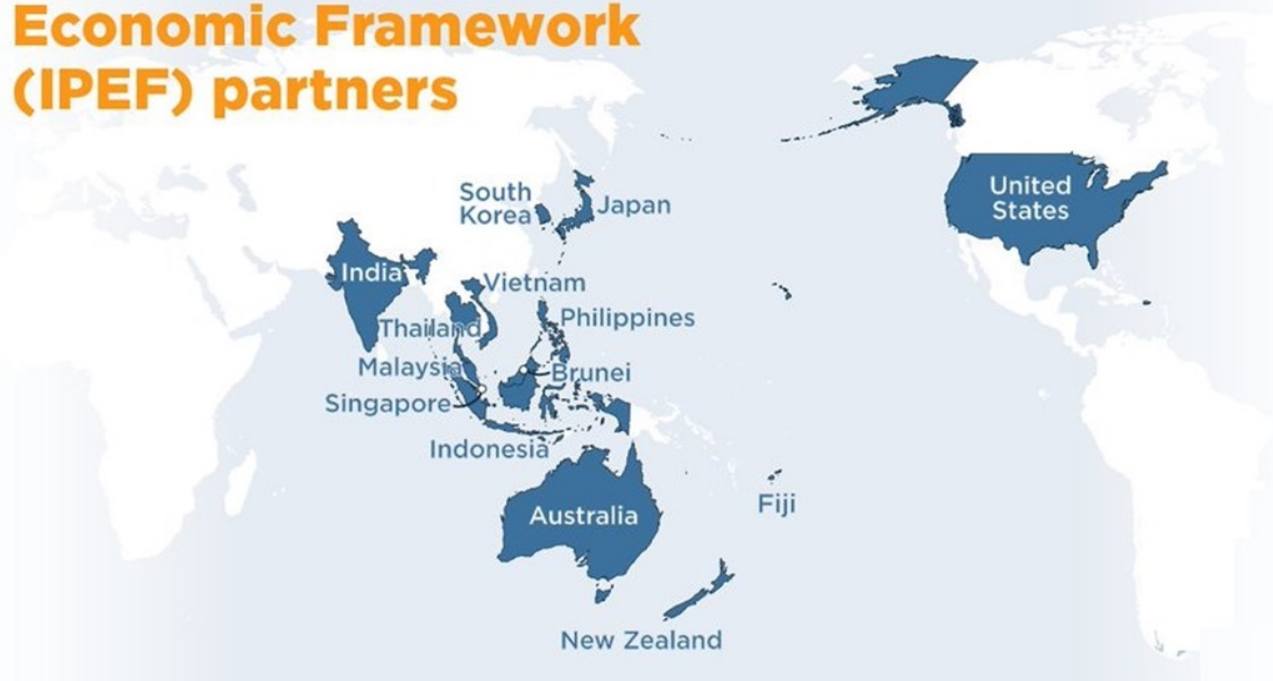 Economic Framework
(IPEF) partners
United
States
South
Korea
Japan
India
Vietnam
Thailand
Philippines
Malaysia
Brunei
Singapore
Indonesia
Fiji
Australia
New Zealand